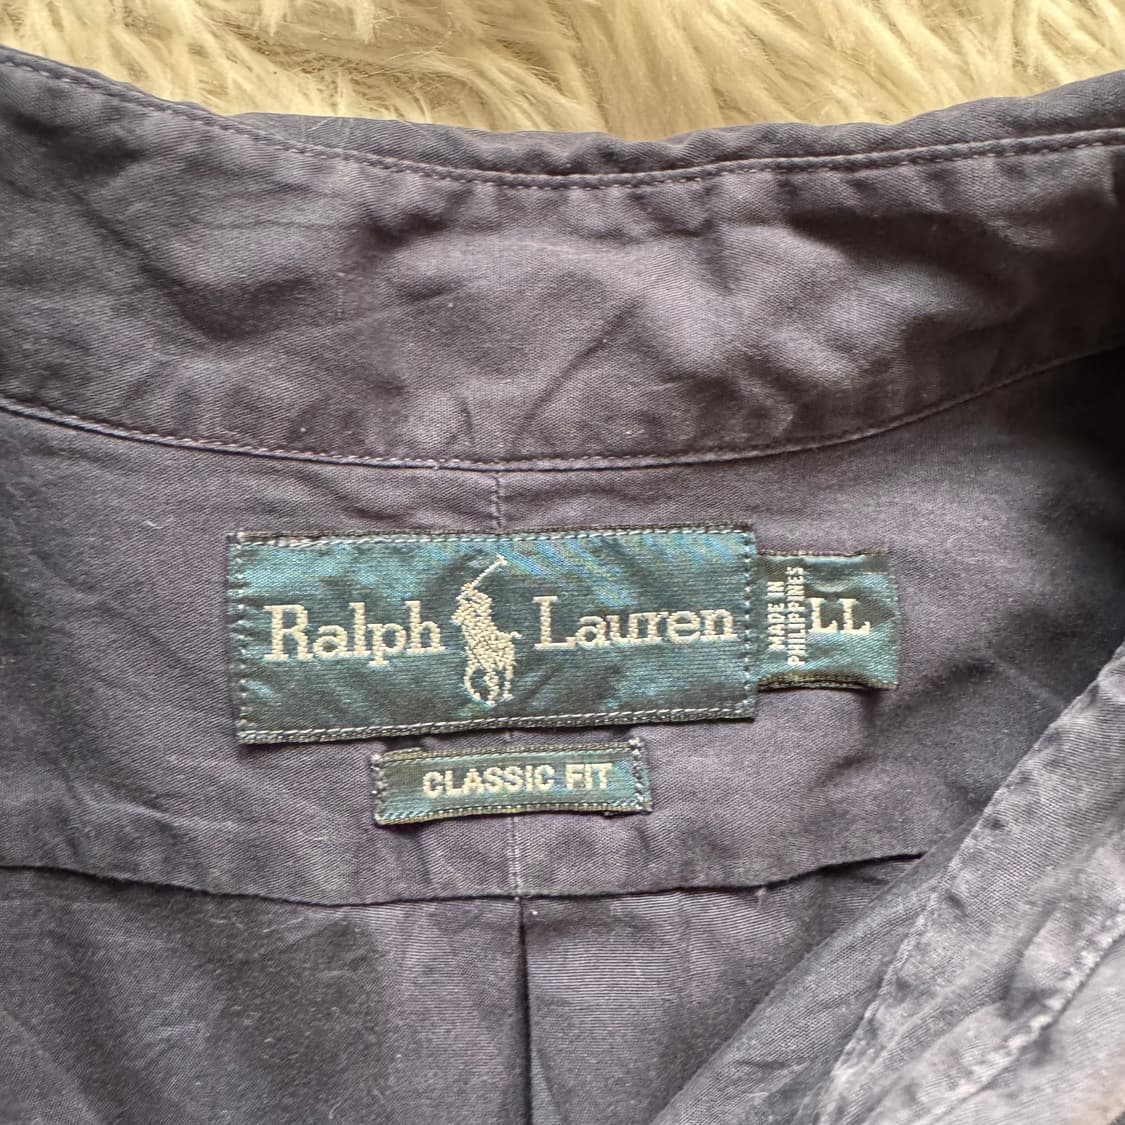 Ralph Lauren
MADE IN
PHILIPPINES
LL
CLASSIC FIT